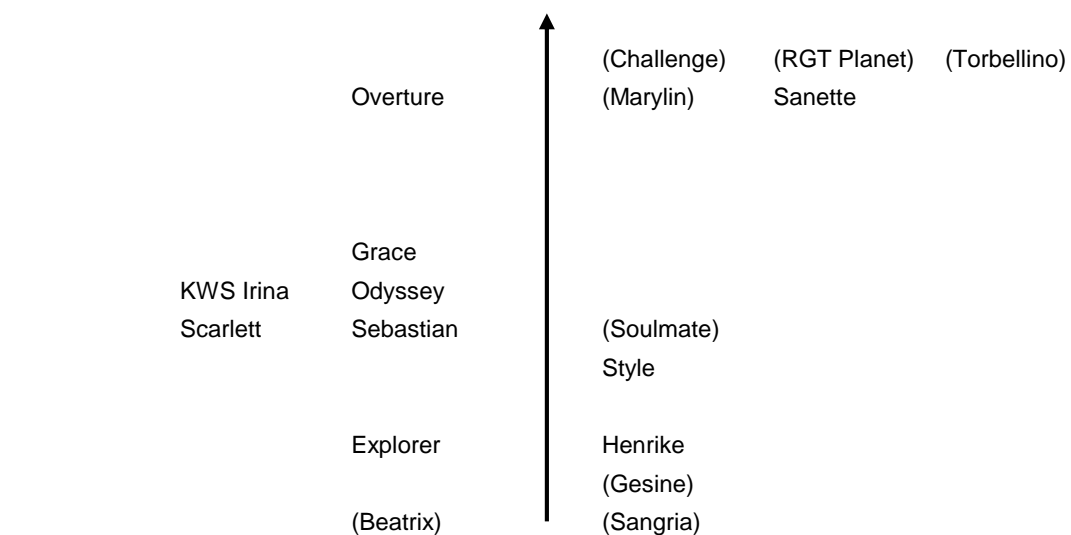 (Challenge) (RGT Planet) (Torbellino)
Overture (Marylin) Sanette
Grace
KWS Irina Odyssey
Scarlett Sebastian (Soulmate)
Style
Explorer Henrike
(Gesine)
(Beatrix) (Sangria)